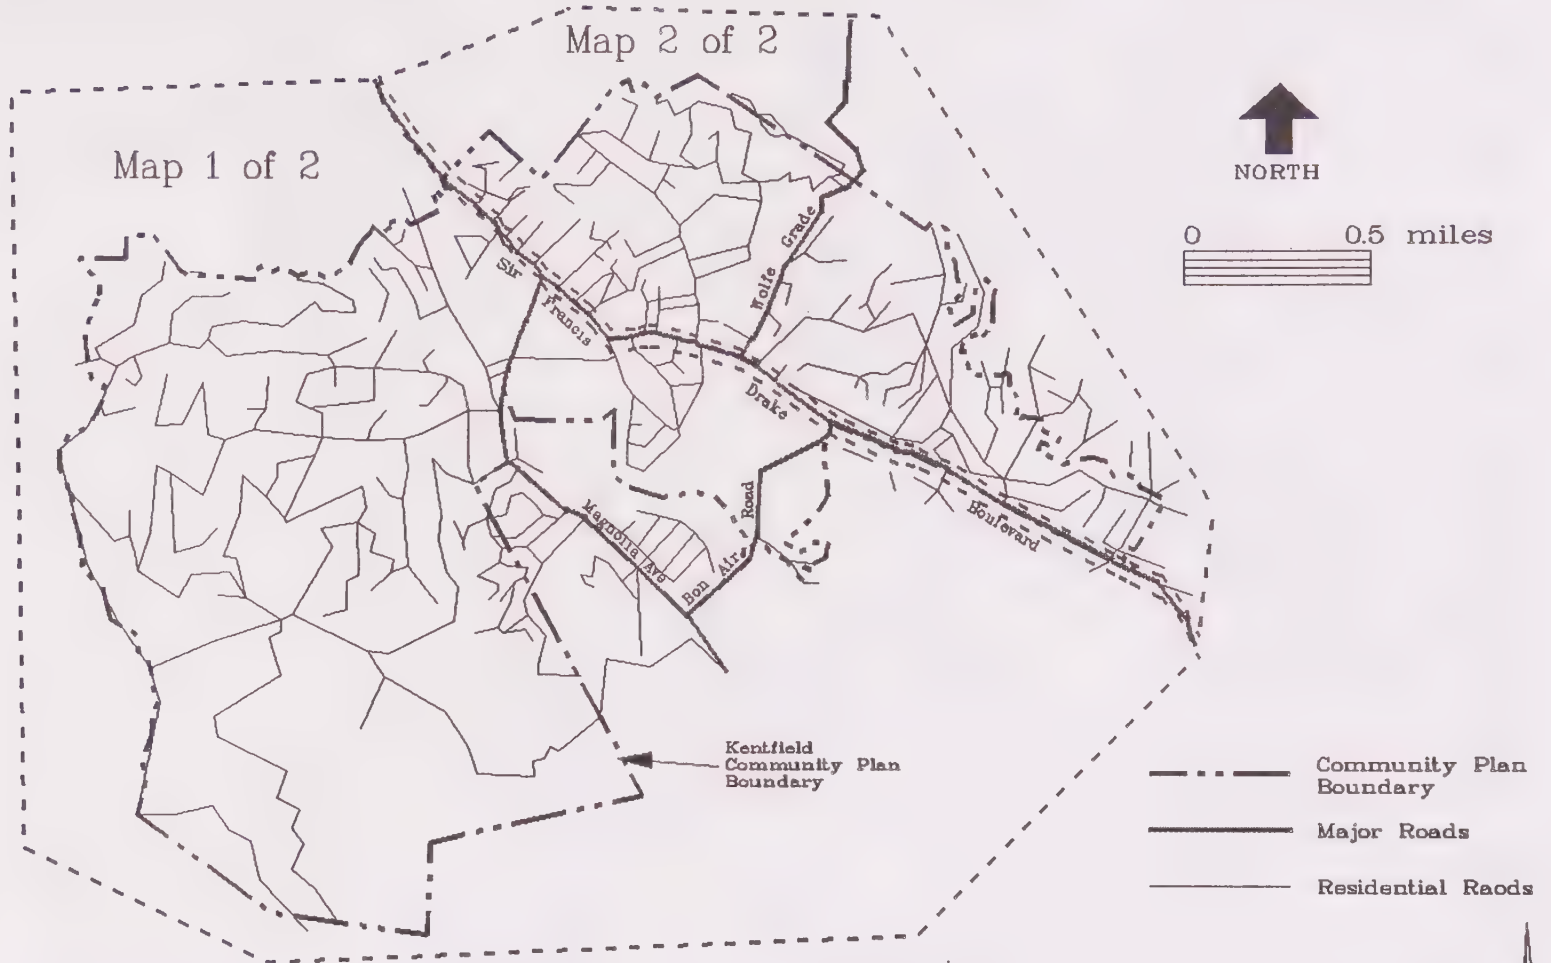 Map 2 of 2
Map 1 of 2
NORTH
0 0.5 miles
Sir
Francis
Drake
Boulevard
Wolfe Grade
Magnolia Ave
Bon Air Road
Kentfield
Community Plan
Boundary
Community Plan
Boundary
Major Roads
Residential Raods